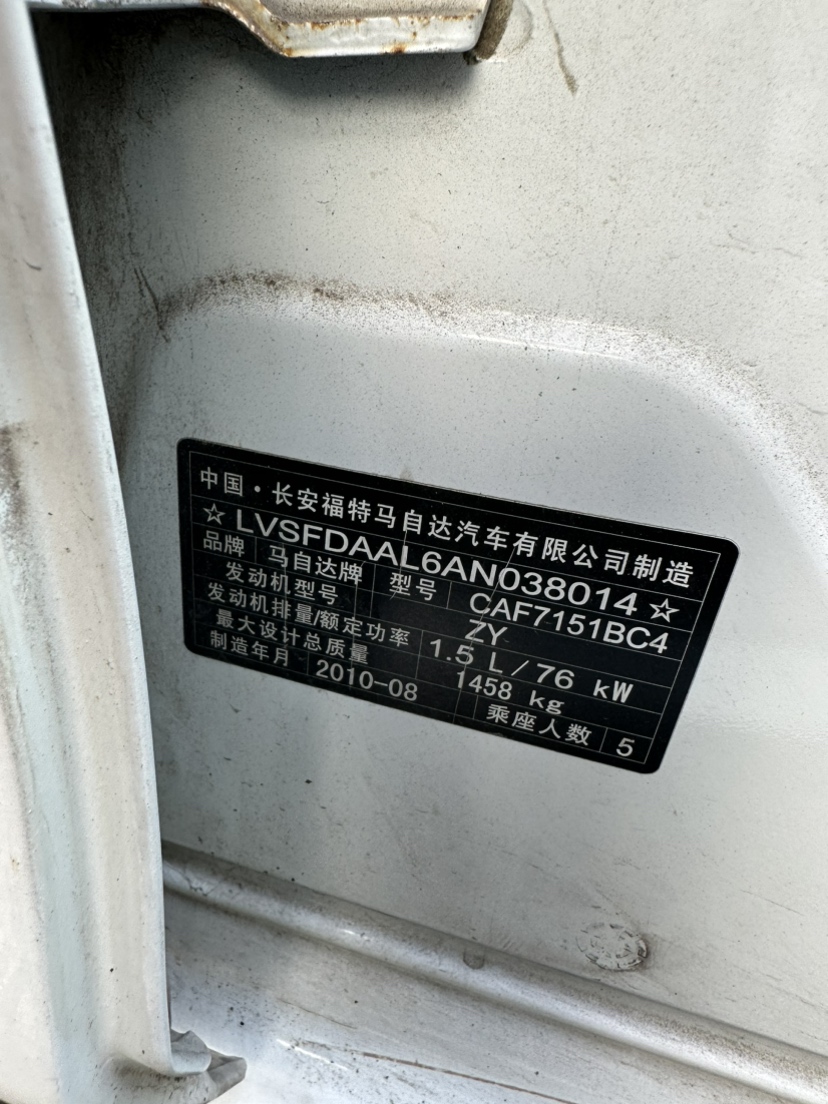 中国·长安福特马自达汽车有限公司制造
☆LVSFDAAL6AN038014☆
品牌 马自达牌 型号 CAF7151BC4
发动机型号 ZY
发动机排量/额定功率 1.5 L/76 kW
最大设计总质量 1458 kg
制造年月 2010-08 乘座人数 5